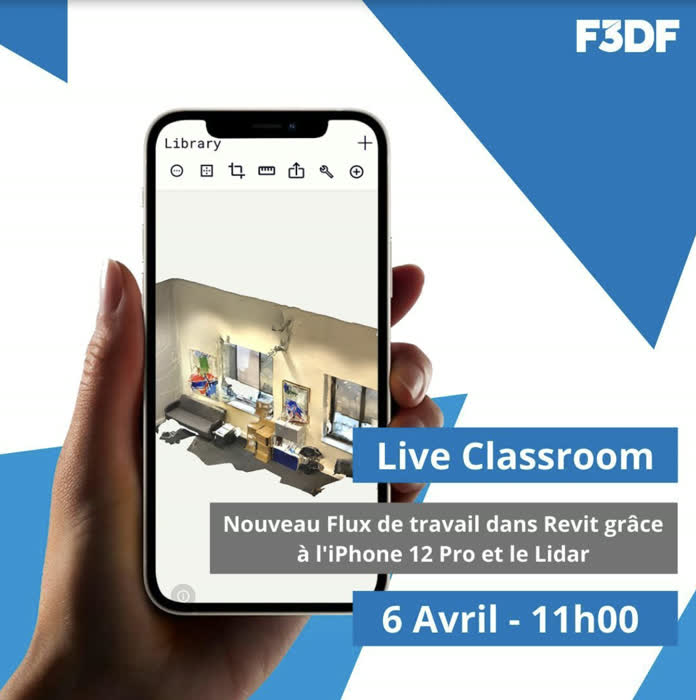 F3DF
Library
Live Classroom
Nouveau Flux de travail dans Revit grâce
à l'iPhone 12 Pro et le Lidar
6 Avril - 11h00